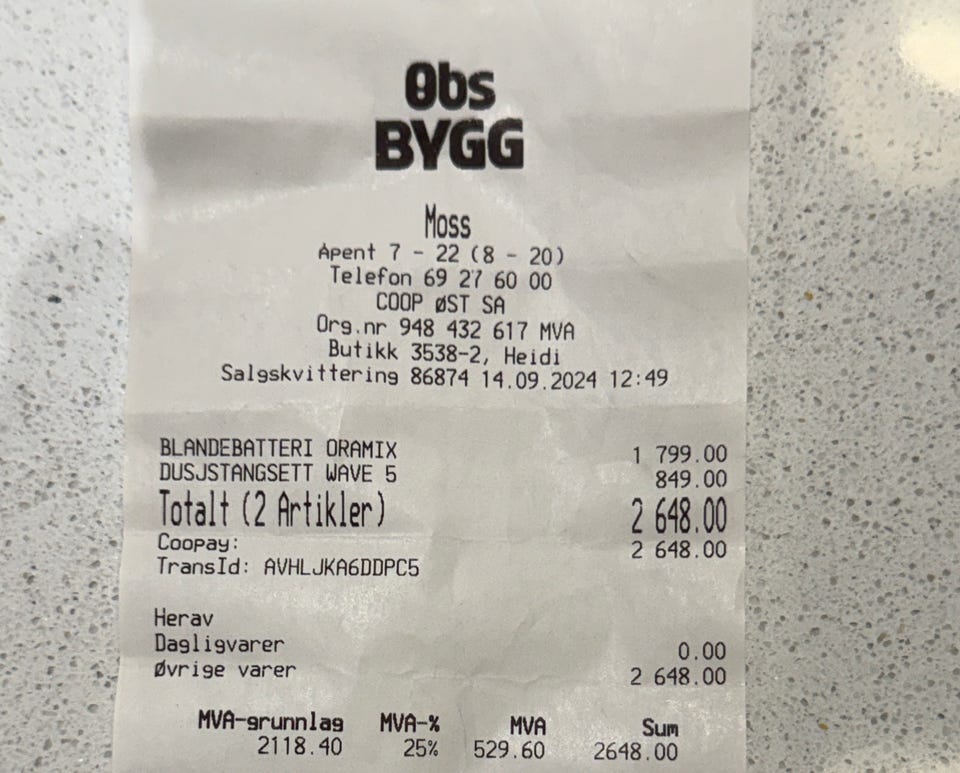 Obs
BYGG
Moss
Åpent 7 - 22 (8 - 20)
Telefon 69 27 60 00
COOP ØST SA
Org.nr 948 432 617 MVA
Butikk 3538-2, Heidi
Salgskvittering 86874 14.09.2024 12:49
BLANDEBATTERI ORAMIX 1 799.00
DUSJSTANGSETT WAVE 5 849.00
Totalt (2 Artikler) 2 648.00
Coopay: 2 648.00
TransId: AVHLJKA6DDPC5
Herav
Dagligvarer 0.00
Øvrige varer 2 648.00
MVA-grunnlag MVA-% MVA Sum
2118.40 25% 529.60 2648.00